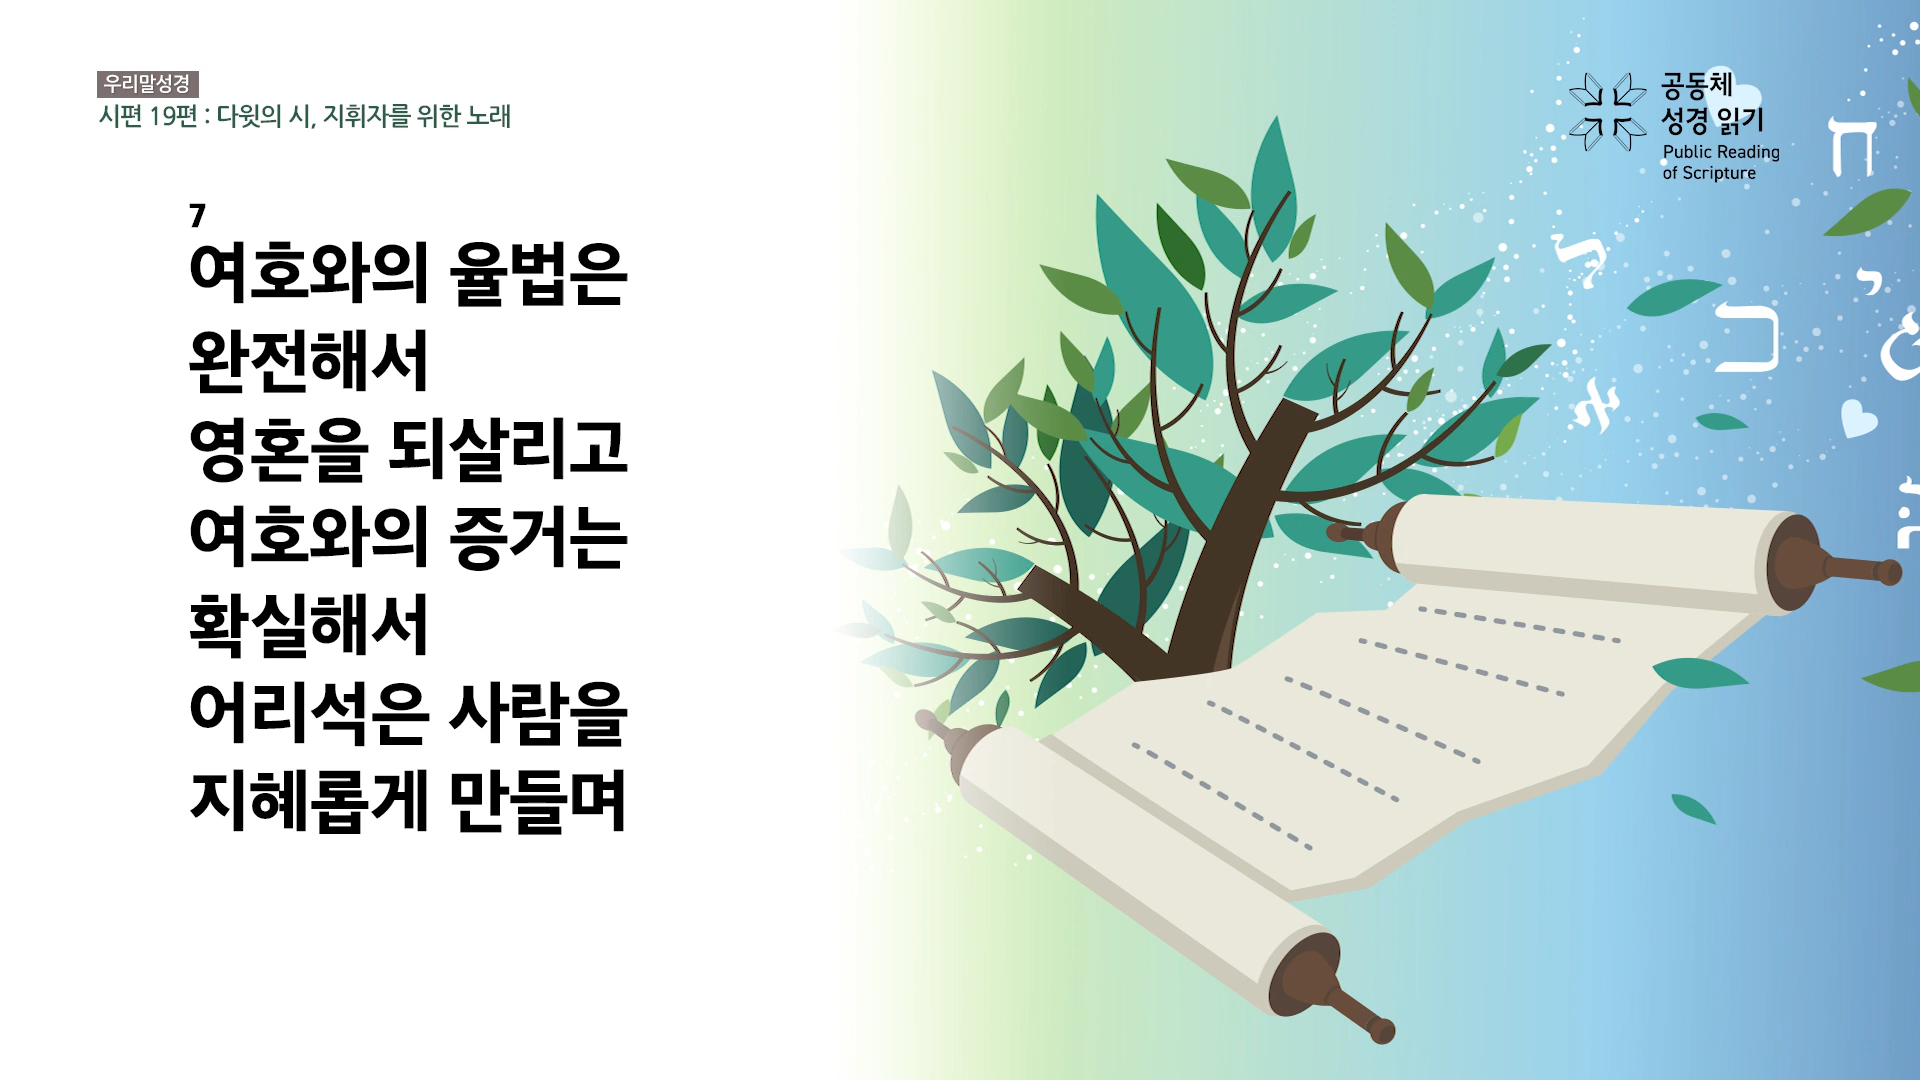 우리말성경
시편 19편 : 다윗의 시, 지휘자를 위한 노래
7
여호와의 율법은
완전해서
영혼을 되살리고
여호와의 증거는
확실해서
어리석은 사람을
지혜롭게 만들며
공동체
성경 읽기
Public Reading
of Scripture
ח
ל
י
כ
א